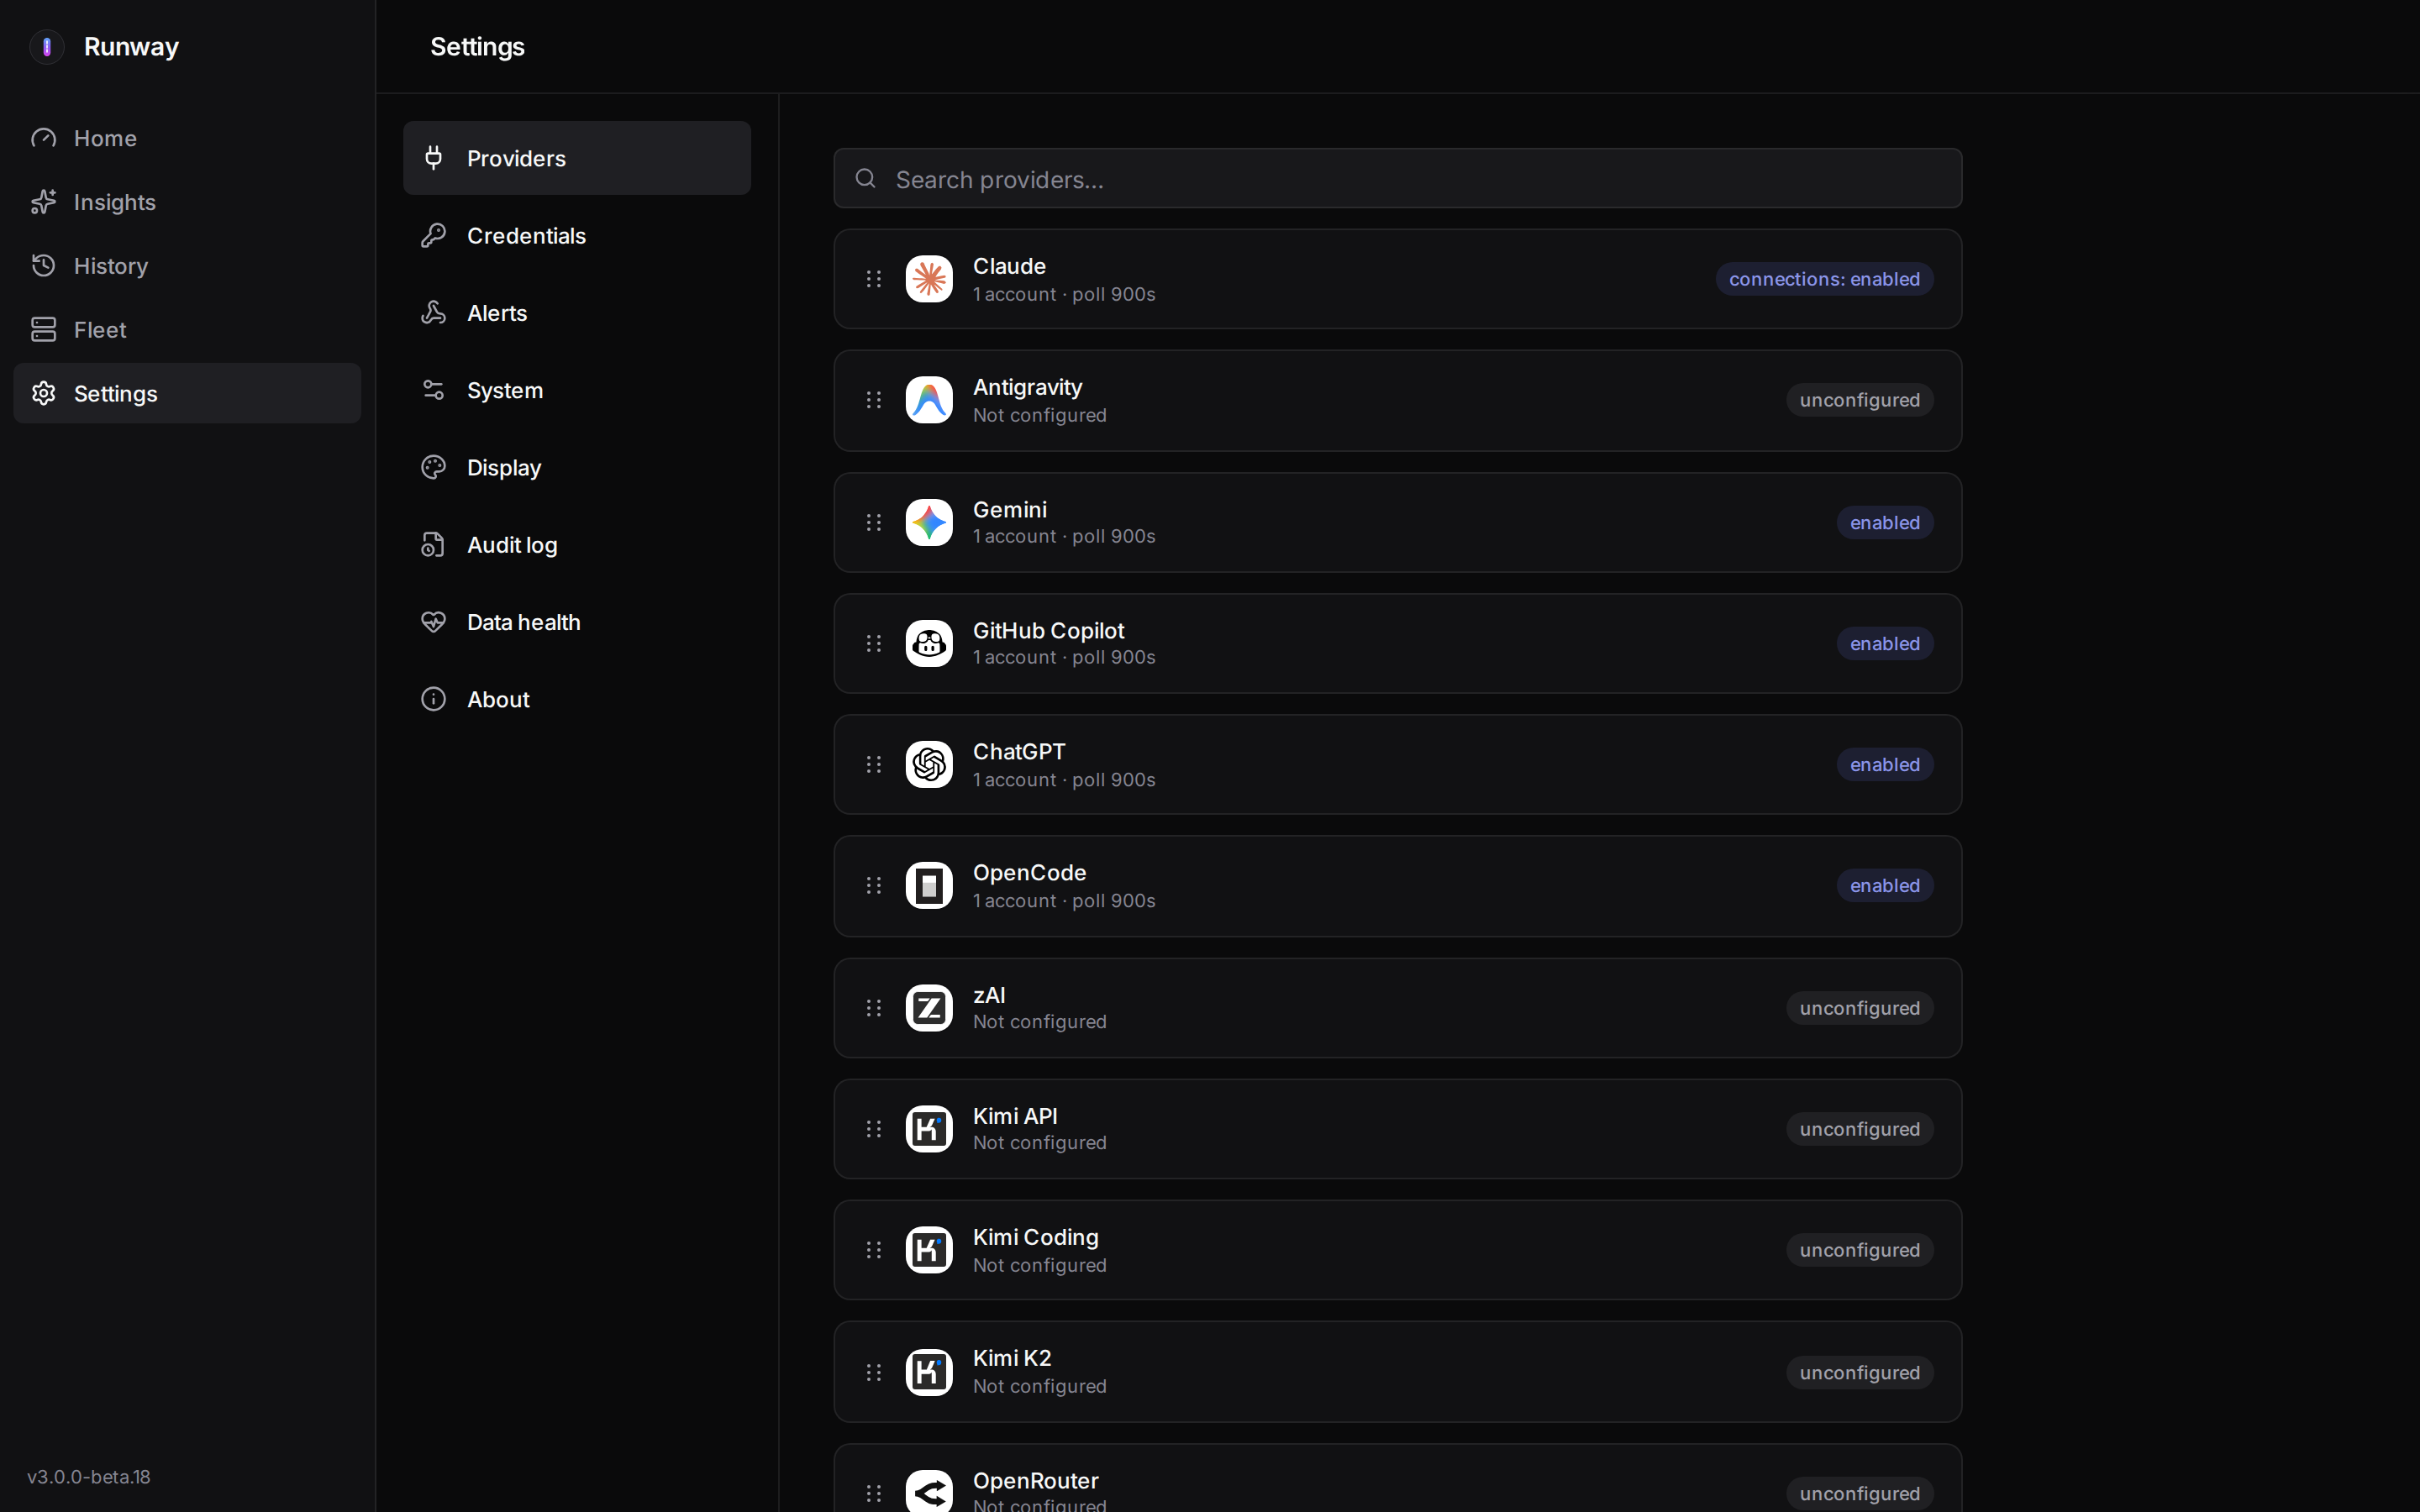 Runway
Home
Insights
History
Fleet
Settings
v3.0.0-beta.18
Settings
Providers
Credentials
Alerts
System
Display
Audit log
Data health
About
Search providers...
Claude
1 account · poll 900s
connections: enabled
Antigravity
Not configured
unconfigured
Gemini
1 account · poll 900s
enabled
GitHub Copilot
1 account · poll 900s
enabled
ChatGPT
1 account · poll 900s
enabled
OpenCode
1 account · poll 900s
enabled
zAI
Not configured
unconfigured
Kimi API
Not configured
unconfigured
Kimi Coding
Not configured
unconfigured
Kimi K2
Not configured
unconfigured
OpenRouter
Not configured
unconfigured